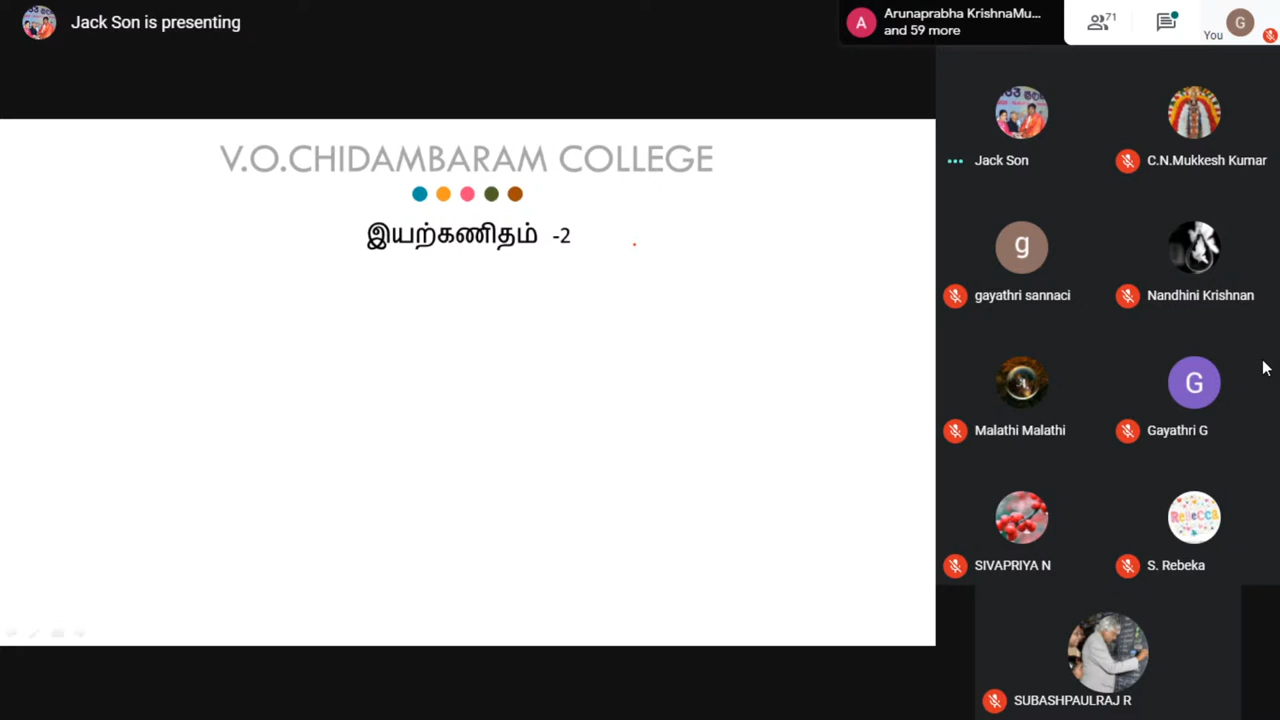 Jack Son is presenting
Arunaprabha KrishnaMu...
and 59 more
A
71
You
G
V.O.CHIDAMBARAM COLLEGE
இயற்கணிதம் -2
Jack Son
C.N.Mukkesh Kumar
g
gayathri sannaci
Nandhini Krishnan
Malathi Malathi
G
Gayathri G
SIVAPRIYA N
Rebecca
S. Rebeka
SUBASHPAULRAJ R